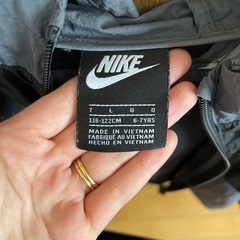 NIKE
7 L G G
116-122CM 6-7YRS
MADE IN VIETNAM
FABRIQUÉ AU VIETNAM
HECHO EN VIETNAM